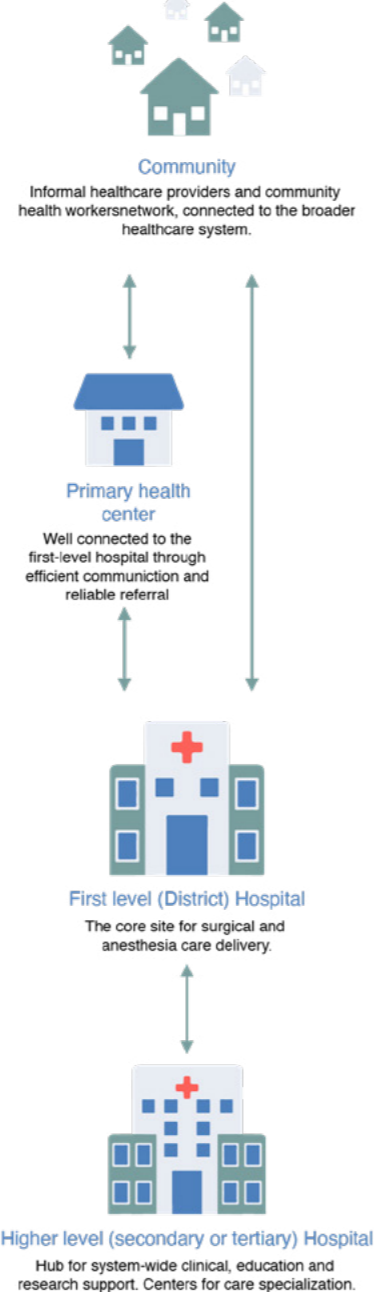 Community
Informal healthcare providers and community
health workersnetwork, connected to the broader
healthcare system.
Primary health
center
Well connected to the
first-level hospital through
efficient communiction and
reliable referral
First level (District) Hospital
The core site for surgical and
anesthesia care delivery.
Higher level (secondary or tertiary) Hospital
Hub for system-wide clinical, education and
research support. Centers for care specialization.